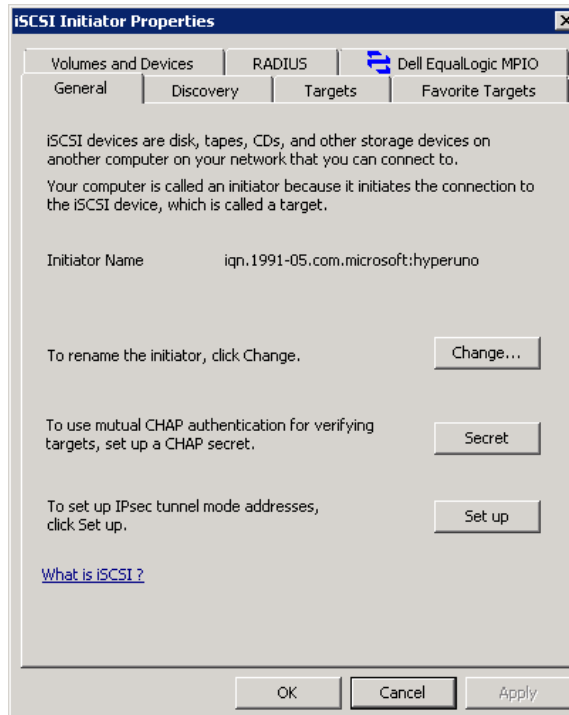 iSCSI Initiator Properties
Volumes and Devices RADIUS Dell EqualLogic MPIO
General Discovery Targets Favorite Targets
iSCSI devices are disk, tapes, CDs, and other storage devices on
another computer on your network that you can connect to.
Your computer is called an initiator because it initiates the connection to
the iSCSI device, which is called a target.
Initiator Name iqn.1991-05.com.microsoft:hyperuno
To rename the initiator, click Change. Change...
To use mutual CHAP authentication for verifying
targets, set up a CHAP secret. Secret
To set up IPsec tunnel mode addresses,
click Set up. Set up
What is iSCSI ?
OK Cancel Apply